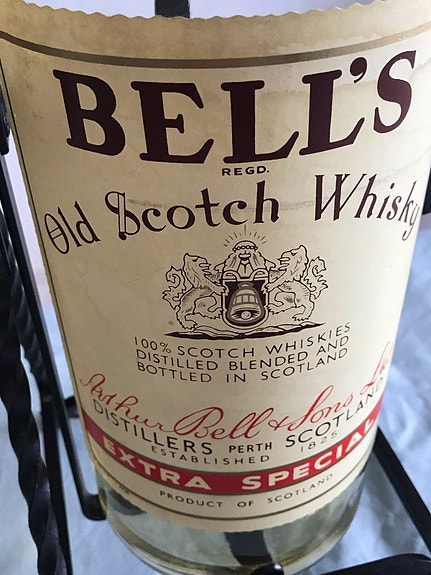 BELL'S
REGD.
Old Scotch Whisky
100% SCOTCH WHISKIES
DISTILLED BLENDED AND
BOTTLED IN SCOTLAND
Arthur Bell & Sons Ltd
DISTILLERS PERTH SCOTLAND
ESTABLISHED 1825
EXTRA SPECIAL
PRODUCT OF SCOTLAND